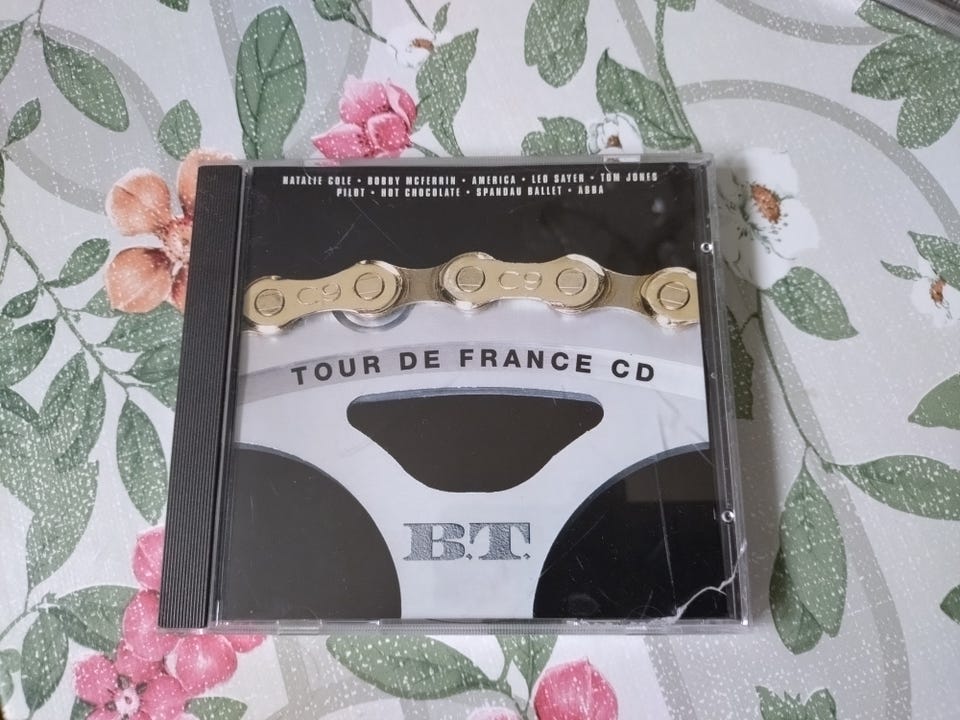 NATALIE COLE • BOBBY MCFERRIN • AMERICA • LEO SAYER • TOM JONES
PILOT • HOT CHOCOLATE • SPANDAU BALLET • ABBA
C9 C9
TOUR DE FRANCE CD
B.T.